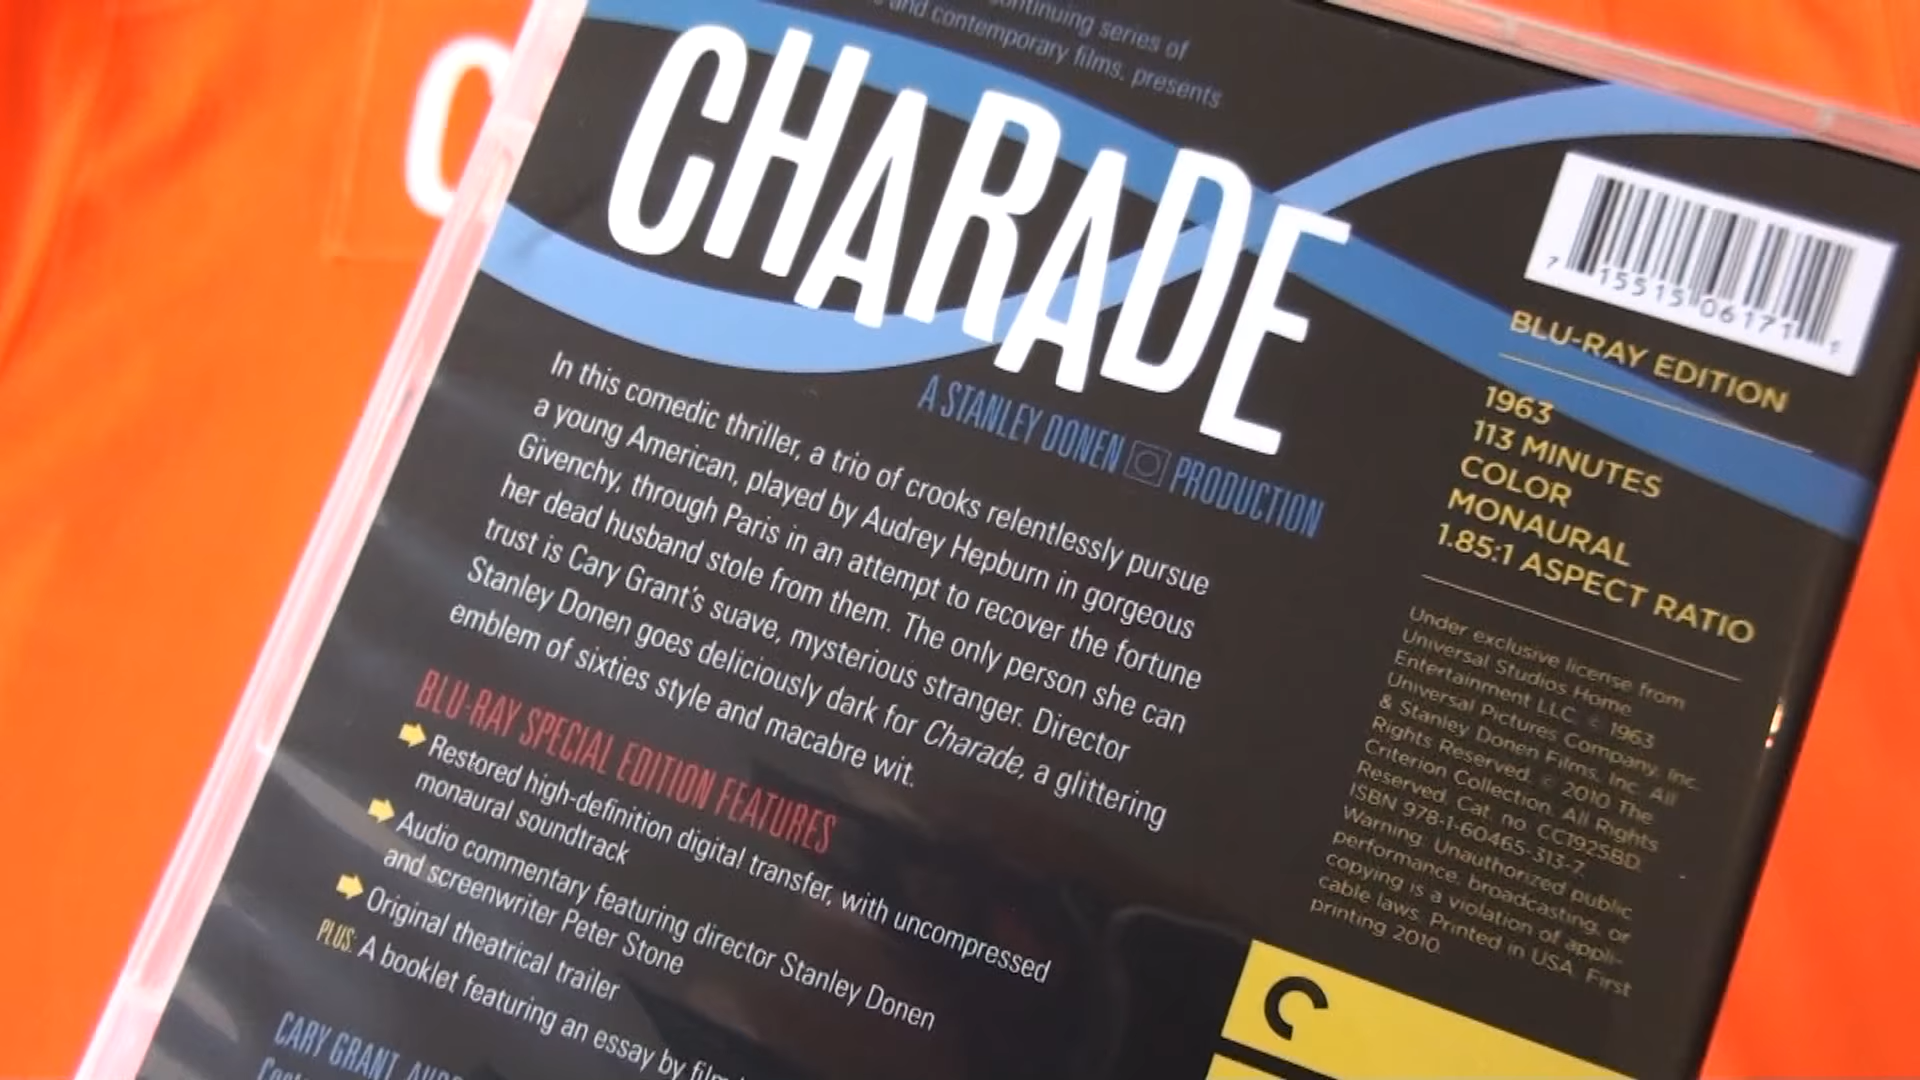 continuing series of
and contemporary films, presents
CHARADE
A STANLEY DONEN PRODUCTION
In this comedic thriller, a trio of crooks relentlessly pursue
a young American, played by Audrey Hepburn in gorgeous
Givenchy, through Paris in an attempt to recover the fortune
her dead husband stole from them. The only person she can
trust is Cary Grant's suave, mysterious stranger. Director
Stanley Donen goes deliciously dark for Charade, a glittering
emblem of sixties style and macabre wit.
BLU-RAY SPECIAL EDITION FEATURES
Restored high-definition digital transfer, with uncompressed
monaural soundtrack
Audio commentary featuring director Stanley Donen
and screenwriter Peter Stone
Original theatrical trailer
PLUS: A booklet featuring an essay by film
CARY GRANT
7 15515 06171 1
BLU-RAY EDITION
1963
113 MINUTES
COLOR
MONAURAL
1.85:1 ASPECT RATIO
Under exclusive license from
Universal Studios Home
Entertainment LLC. © 1963
Universal Pictures Company, Inc.
& Stanley Donen Films, Inc. All
Rights Reserved. © 2010 The
Criterion Collection. All Rights
Reserved. Cat. no. CC1925BD.
ISBN 978-1-60465-313-7.
Warning: Unauthorized public
performance, broadcasting, or
copying is a violation of appli-
cable laws. Printed in USA. First
printing 2010.